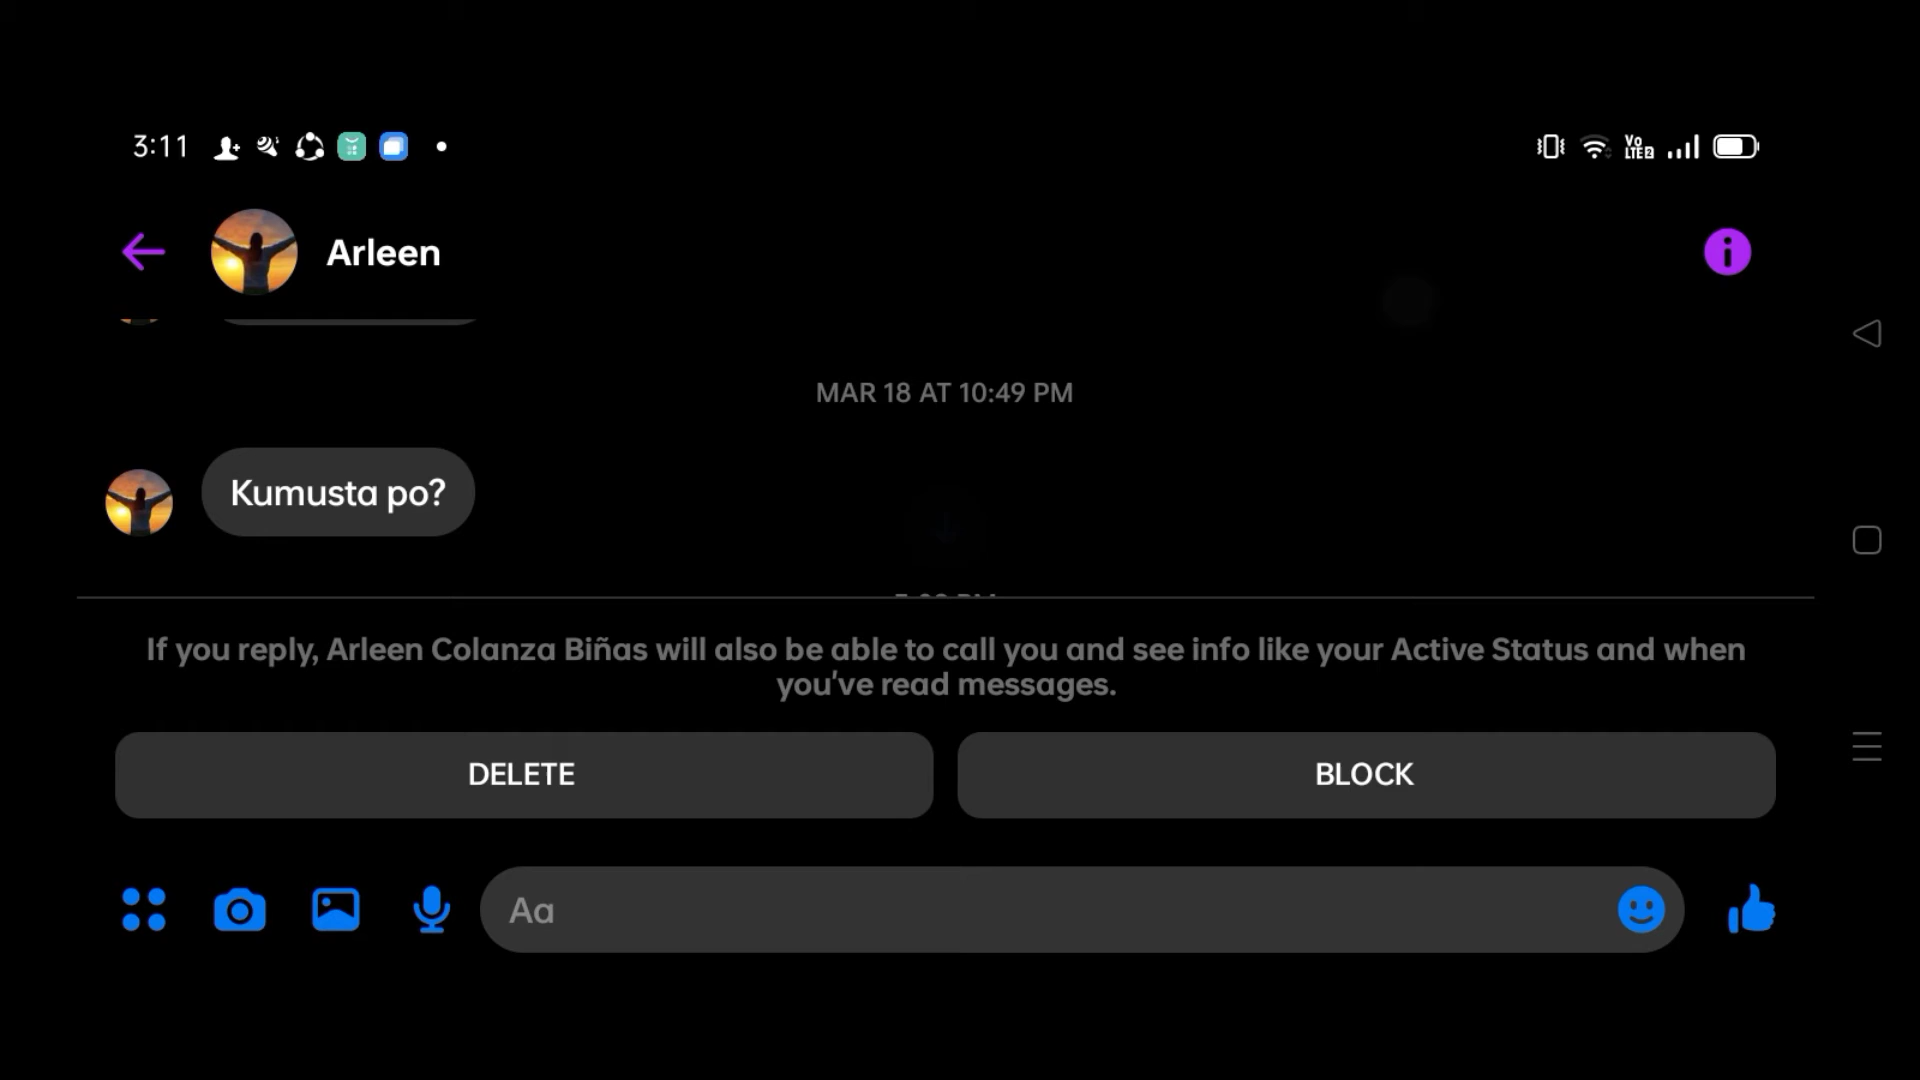 3:11
Vo
LTE2
Arleen
MAR 18 AT 10:49 PM
Kumusta po?
If you reply, Arleen Colanza Biñas will also be able to call you and see info like your Active Status and when
you've read messages.
DELETE
BLOCK
Aa